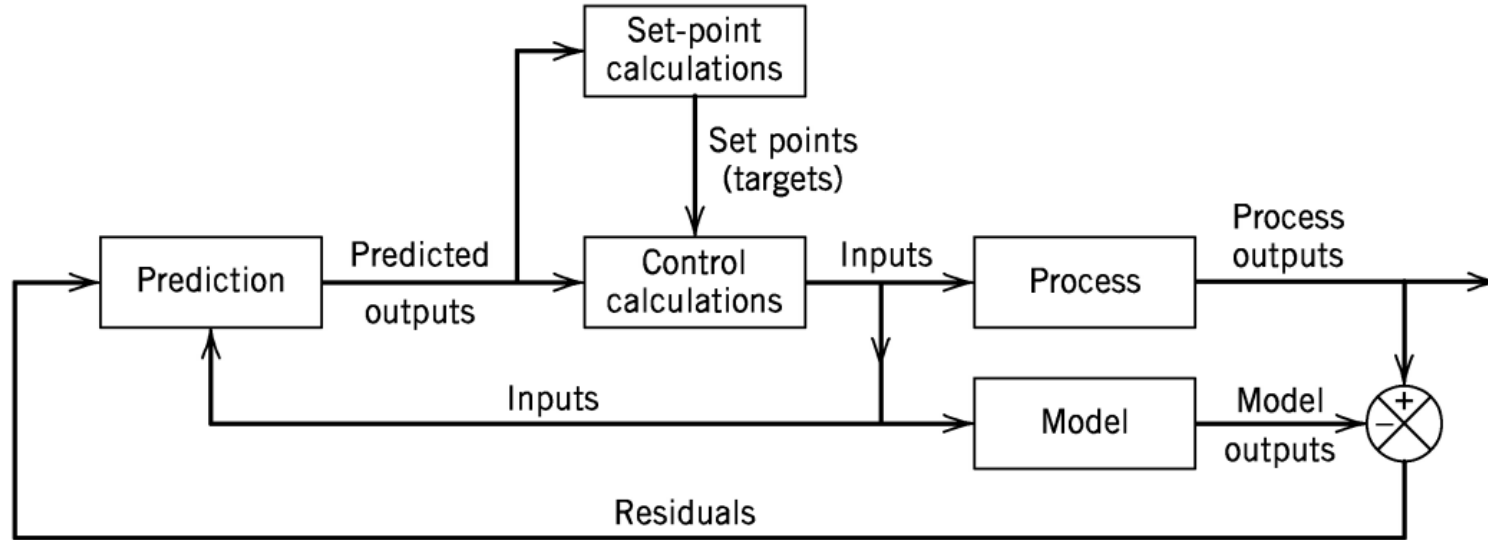 Set-point
calculations
Set points
(targets)
Prediction
Predicted
outputs
Control
calculations
Inputs
Process
Process
outputs
Inputs
Model
Model
outputs
+
−
Residuals